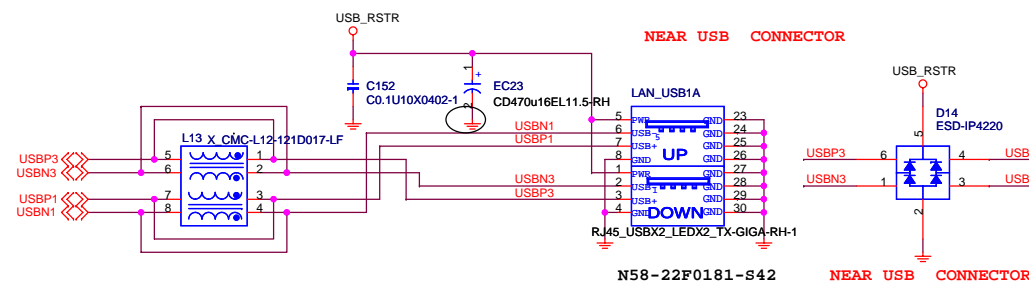 USB_RSTR
NEAR USB CONNECTOR
C152
C0.1U10X0402-1
1
+
2
EC23
CD470u16EL11.5-RH
LAN_USB1A
USB_RSTR
D14
ESD-IP4220
L13 X_CMC-L12-121D017-LF
USBP3 5 1
USBN3 6 2
USBP1 7 3
USBN1 8 4
USBN1
USBP1
USBN3
USBP3
5 PWR GND 23
6 USB- GND 24
7 USB+ GND 25
8 GND GND 26
5
UP
1 PWR GND 27
2 USB- GND 28
3 USB+ GND 29
4 GND GND 30
1
DOWN
RJ45_USBX2_LEDX2_TX-GIGA-RH-1
5
USBP3 6 4 USB
USBN3 1 3 USB
2
N58-22F0181-S42
NEAR USB CONNECTOR